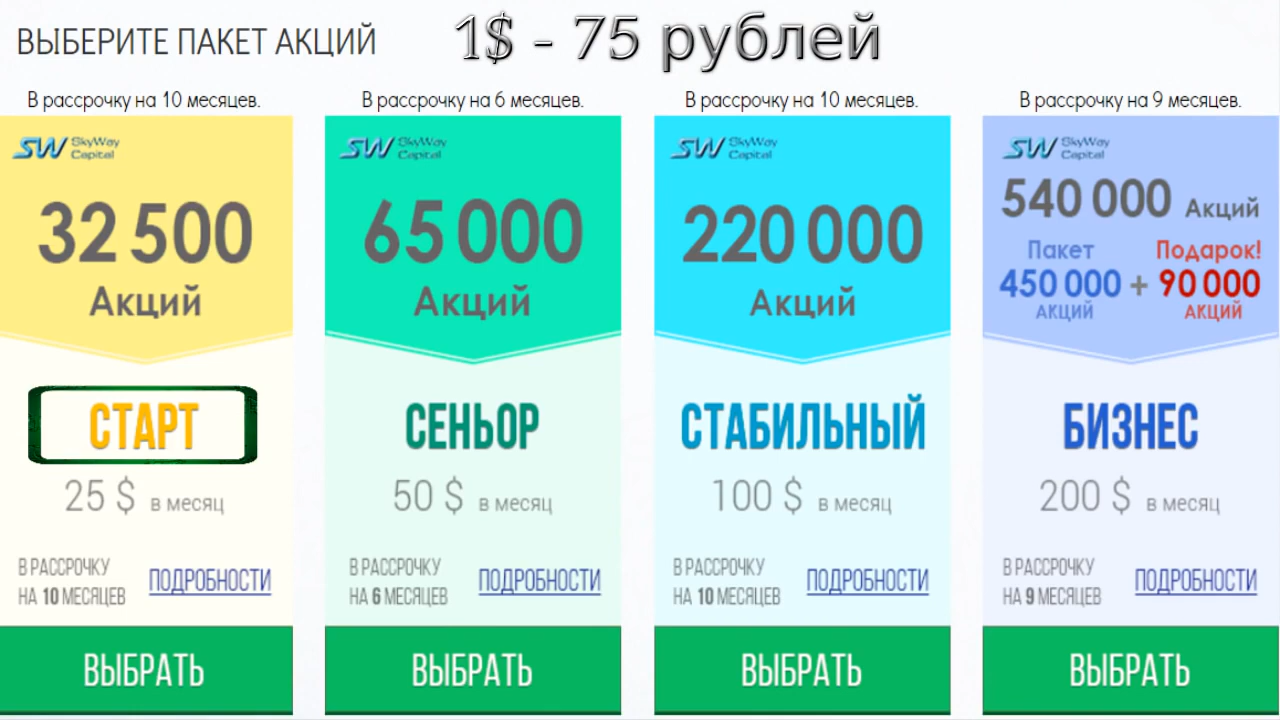 ВЫБЕРИТЕ ПАКЕТ АКЦИЙ
1$ - 75 рублей
В рассрочку на 10 месяцев.
SW SkyWay
Capital
32 500
Акций
СТАРТ
25 $ в месяц
В РАССРОЧКУ
НА 10 МЕСЯЦЕВ
ПОДРОБНОСТИ
ВЫБРАТЬ
В рассрочку на 6 месяцев.
SW SkyWay
Capital
65 000
Акций
СЕНЬОР
50 $ в месяц
В РАССРОЧКУ
НА 6 МЕСЯЦЕВ
ПОДРОБНОСТИ
ВЫБРАТЬ
В рассрочку на 10 месяцев.
SW SkyWay
Capital
220 000
Акций
СТАБИЛЬНЫЙ
100 $ в месяц
В РАССРОЧКУ
НА 10 МЕСЯЦЕВ
ПОДРОБНОСТИ
ВЫБРАТЬ
В рассрочку на 9 месяцев.
SW SkyWay
Capital
540 000 Акций
Пакет Подарок!
450 000 + 90 000
АКЦИЙ АКЦИЙ
БИЗНЕС
200 $ в месяц
В РАССРОЧКУ
НА 9 МЕСЯЦЕВ
ПОДРОБНОСТИ
ВЫБРАТЬ